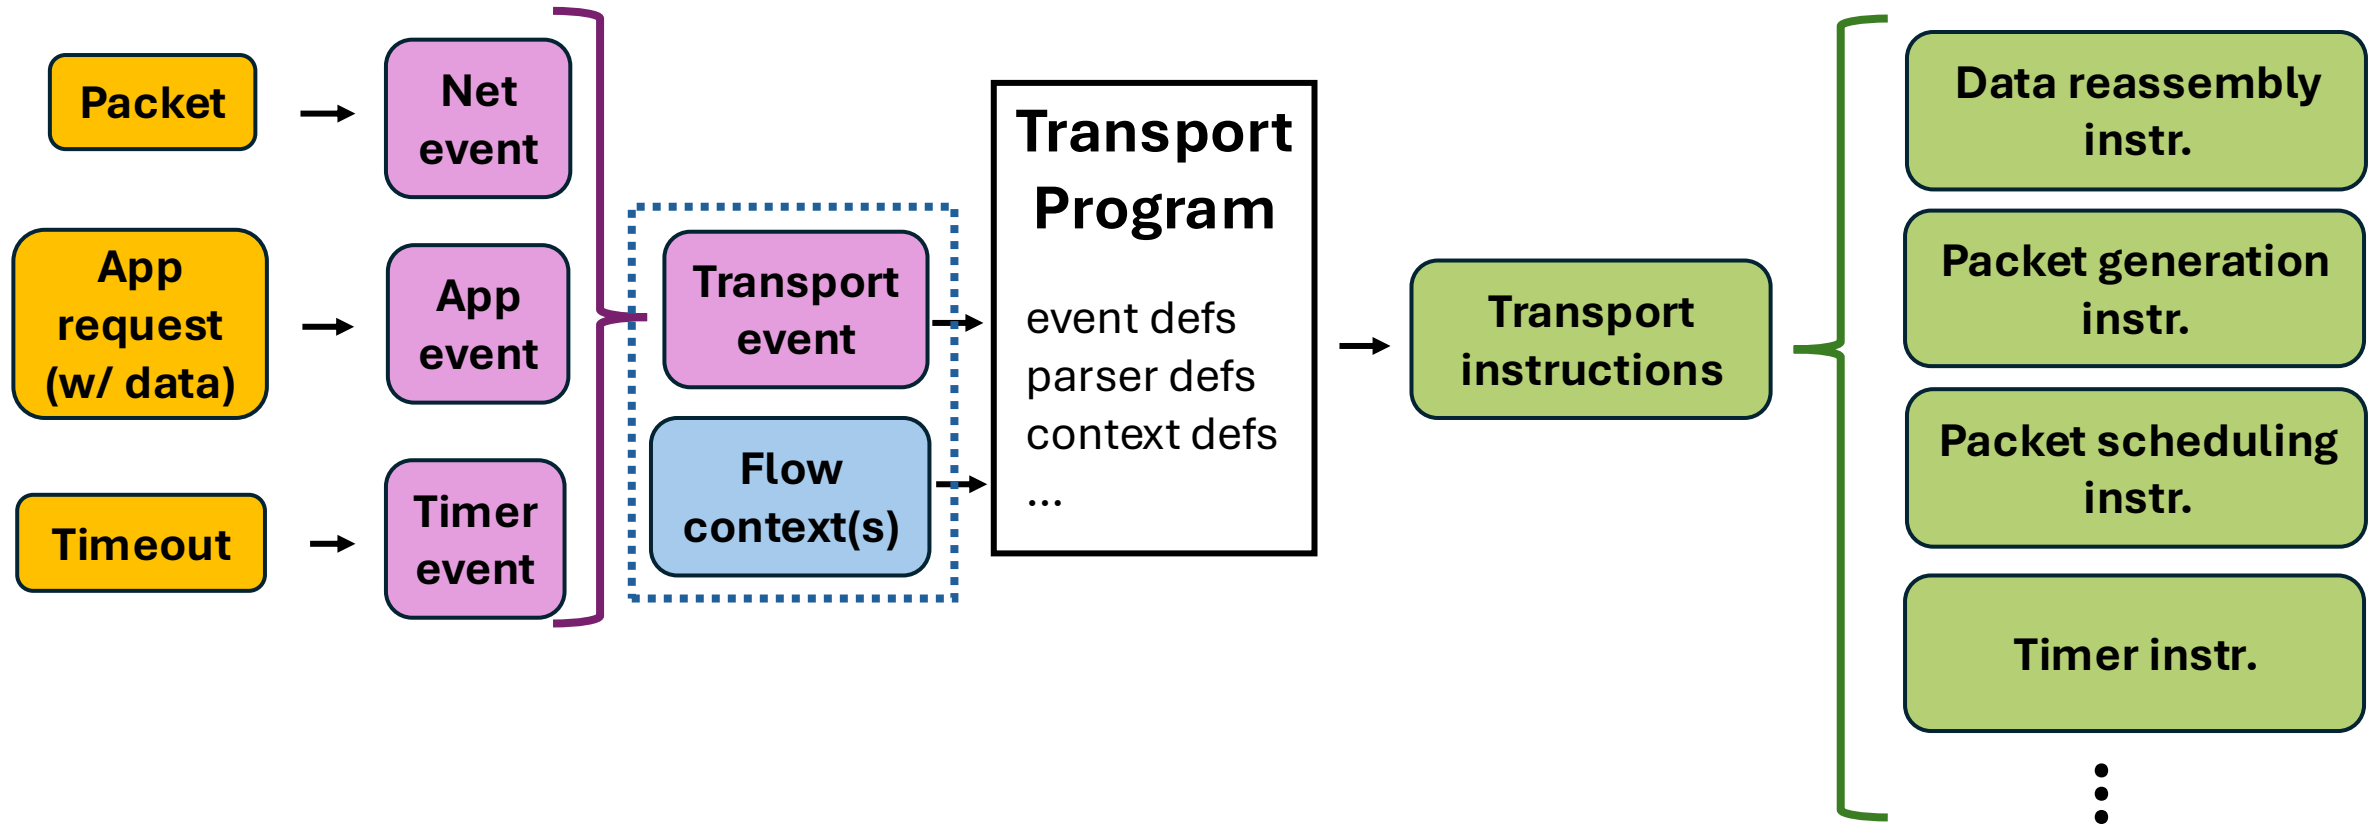 Packet
App
request
(w/ data)
Timeout
Net
event
App
event
Timer
event
Transport
event
Flow
context(s)
Transport
Program
event defs
parser defs
context defs
...
Transport
instructions
Data reassembly
instr.
Packet generation
instr.
Packet scheduling
instr.
Timer instr.